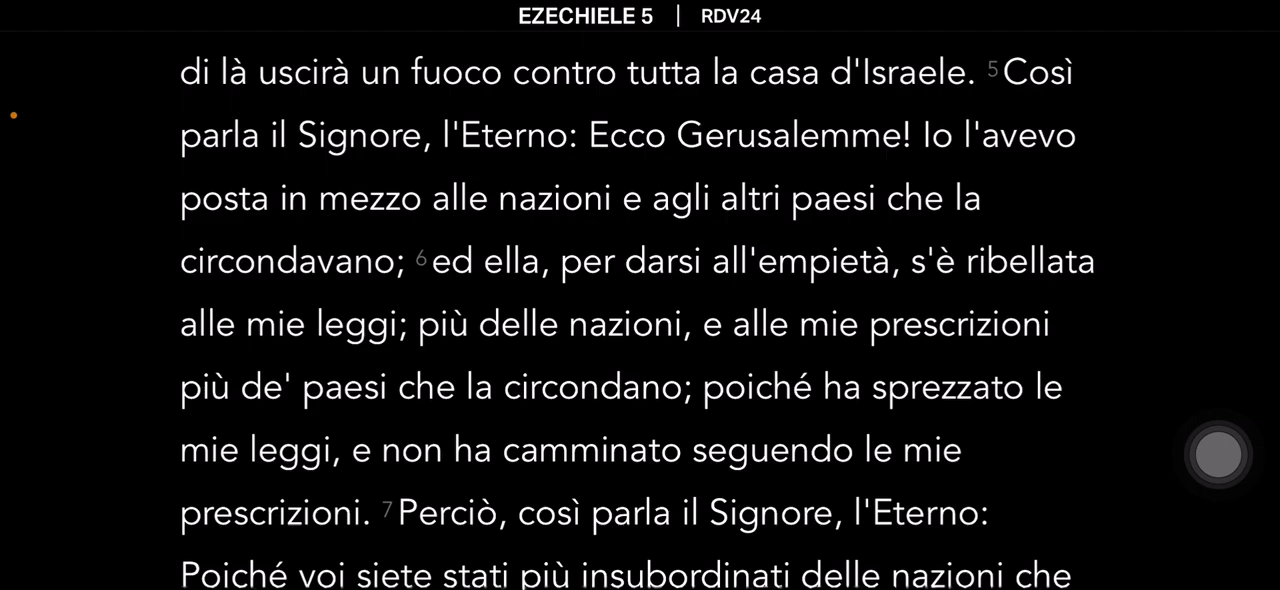 EZECHIELE 5 | RDV24
di là uscirà un fuoco contro tutta la casa d'Israele. 5 Così
parla il Signore, l'Eterno: Ecco Gerusalemme! Io l'avevo
posta in mezzo alle nazioni e agli altri paesi che la
circondavano; 6 ed ella, per darsi all'empietà, s'è ribellata
alle mie leggi; più delle nazioni, e alle mie prescrizioni
più de' paesi che la circondano; poiché ha sprezzato le
mie leggi, e non ha camminato seguendo le mie
prescrizioni. 7 Perciò, così parla il Signore, l'Eterno:
Poiché voi siete stati più insubordinati delle nazioni che